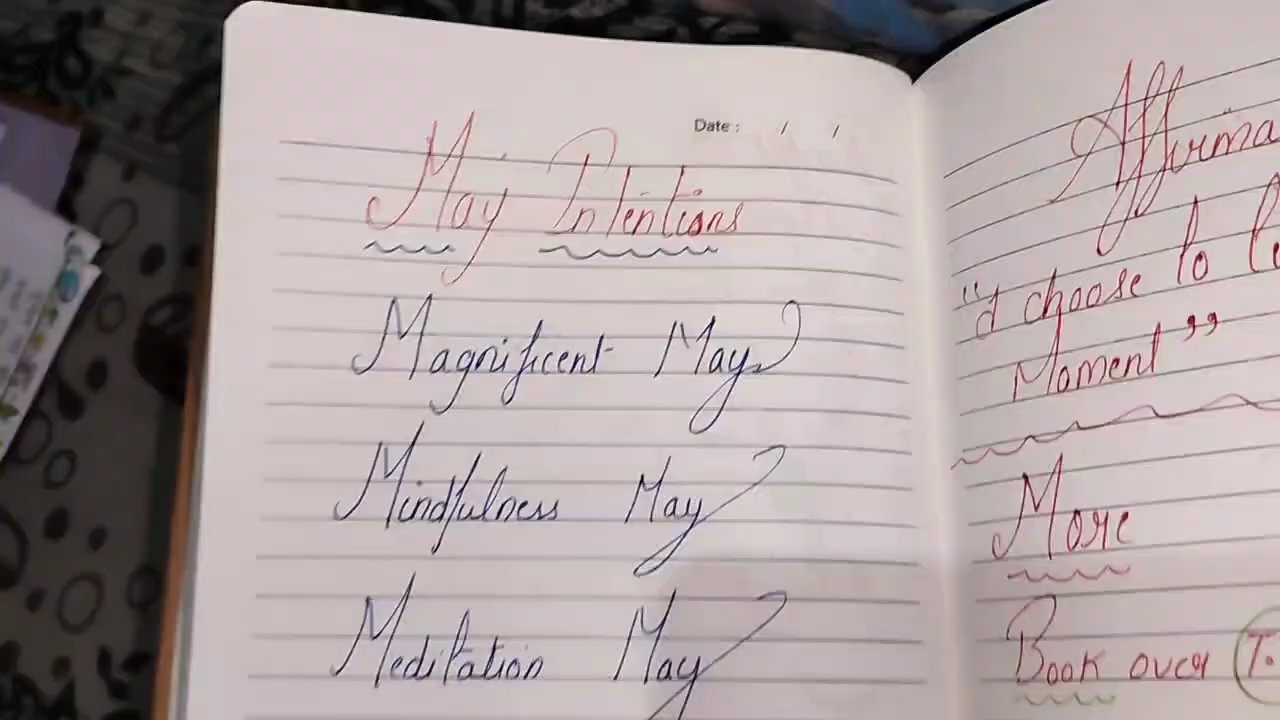 Date : / /
May Intentions
Magnificent May
Mindfulness May
Meditation May
"I choose to
Moment"
More
Book over